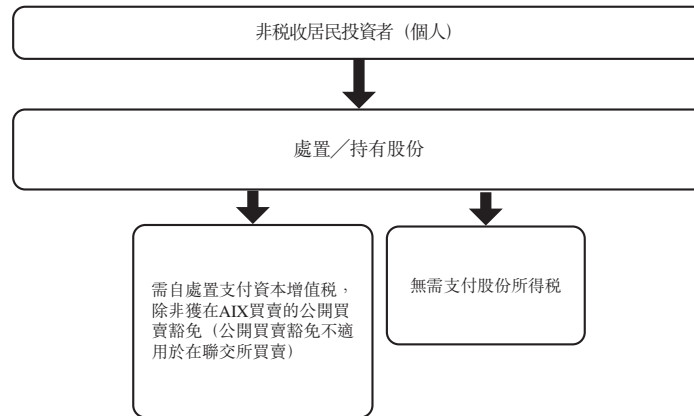 非税收居民投資者（個人）
處置／持有股份
需自處置支付資本增值税，
除非獲在AIX買賣的公開買
賣豁免（公開買賣豁免不適
用於在聯交所買賣）
無需支付股份所得税